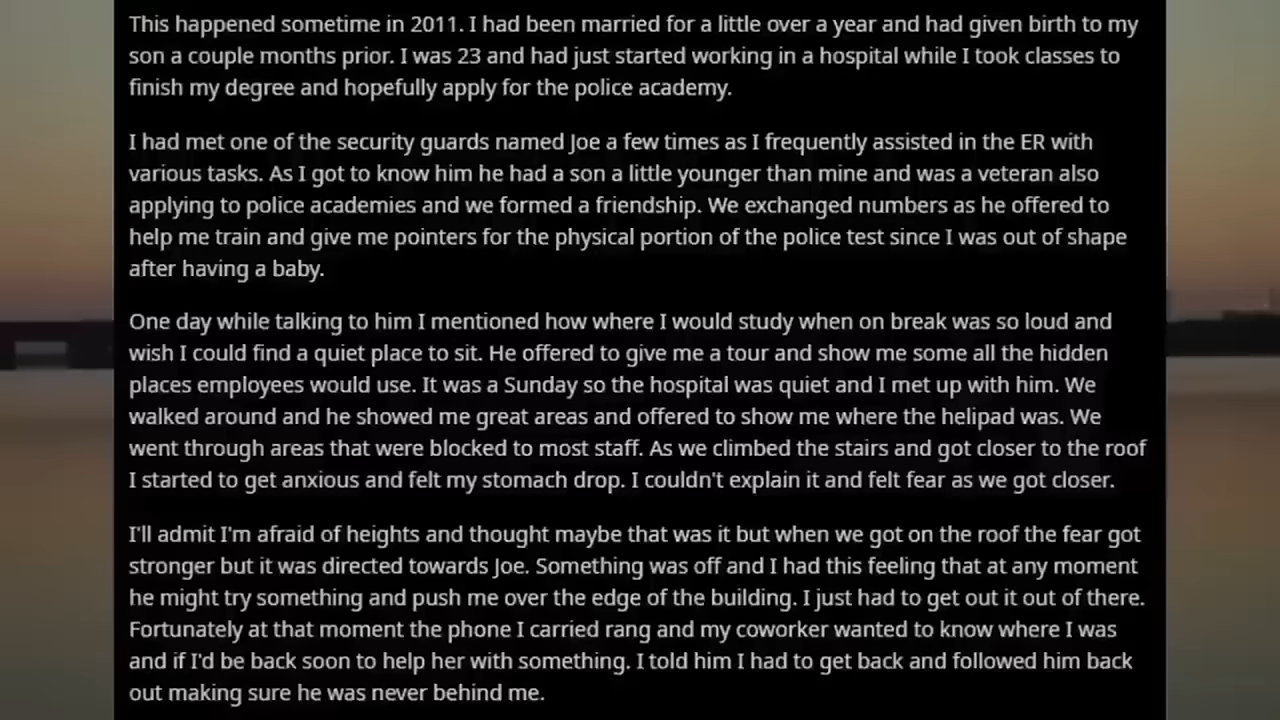 This happened sometime in 2011. I had been married for a little over a year and had given birth to my
son a couple months prior. I was 23 and had just started working in a hospital while I took classes to
finish my degree and hopefully apply for the police academy.
I had met one of the security guards named Joe a few times as I frequently assisted in the ER with
various tasks. As I got to know him he had a son a little younger than mine and was a veteran also
applying to police academies and we formed a friendship. We exchanged numbers as he offered to
help me train and give me pointers for the physical portion of the police test since I was out of shape
after having a baby.
One day while talking to him I mentioned how where I would study when on break was so loud and
wish I could find a quiet place to sit. He offered to give me a tour and show me some all the hidden
places employees would use. It was a Sunday so the hospital was quiet and I met up with him. We
walked around and he showed me great areas and offered to show me where the helipad was. We
went through areas that were blocked to most staff. As we climbed the stairs and got closer to the roof
I started to get anxious and felt my stomach drop. I couldn't explain it and felt fear as we got closer.
I'll admit I'm afraid of heights and thought maybe that was it but when we got on the roof the fear got
stronger but it was directed towards Joe. Something was off and I had this feeling that at any moment
he might try something and push me over the edge of the building. I just had to get out it out of there.
Fortunately at that moment the phone I carried rang and my coworker wanted to know where I was
and if I'd be back soon to help her with something. I told him I had to get back and followed him back
out making sure he was never behind me.